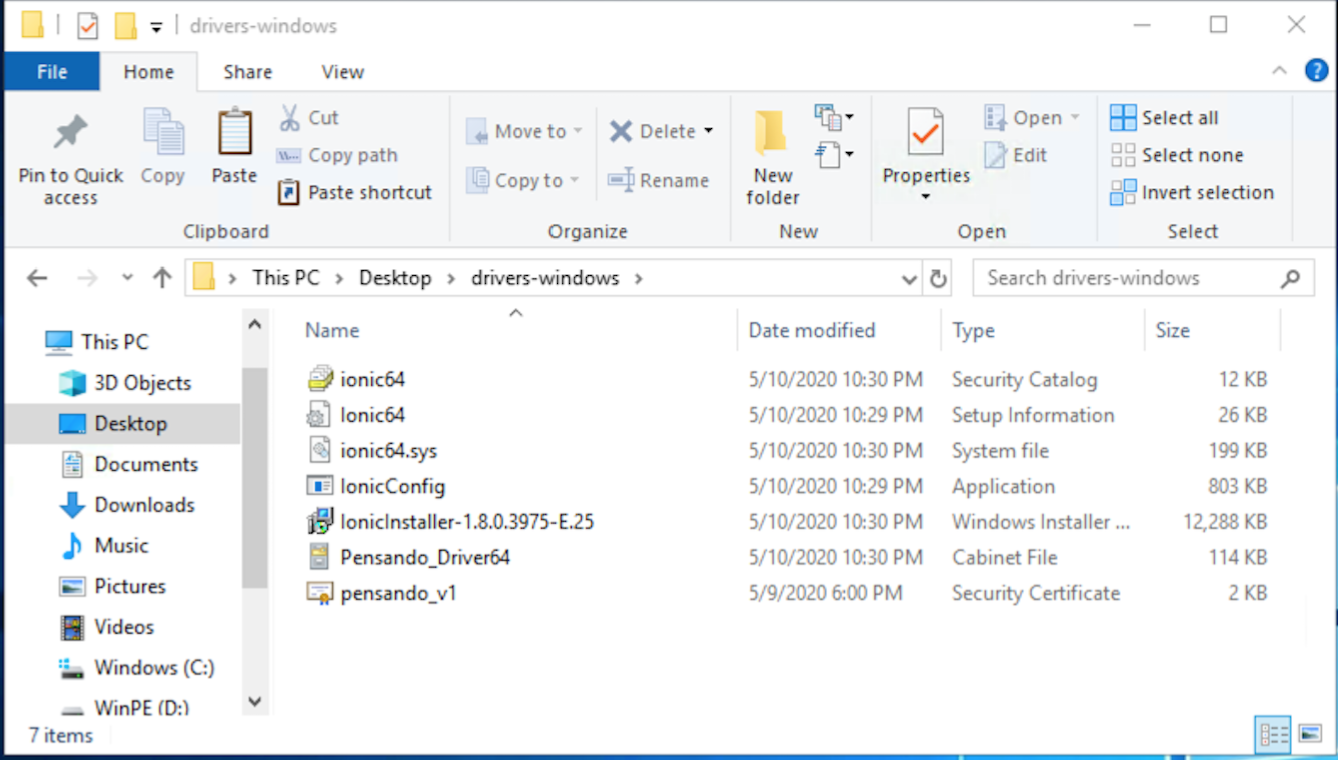 drivers-windows
File Home Share View
Pin to Quick access
Copy
Paste
Cut
Copy path
Paste shortcut
Clipboard
Move to
Copy to
Delete
Rename
Organize
New folder
New
Properties
Open
Edit
Open
Select all
Select none
Invert selection
Select
This PC > Desktop > drivers-windows >
Search drivers-windows
This PC
3D Objects
Desktop
Documents
Downloads
Music
Pictures
Videos
Windows (C:)
WinPE (D:)
Name Date modified Type Size
ionic64 5/10/2020 10:30 PM Security Catalog 12 KB
Ionic64 5/10/2020 10:29 PM Setup Information 26 KB
ionic64.sys 5/10/2020 10:30 PM System file 199 KB
IonicConfig 5/10/2020 10:29 PM Application 803 KB
IonicInstaller-1.8.0.3975-E.25 5/10/2020 10:30 PM Windows Installer ... 12,288 KB
Pensando_Driver64 5/10/2020 10:30 PM Cabinet File 114 KB
pensando_v1 5/9/2020 6:00 PM Security Certificate 2 KB
7 items